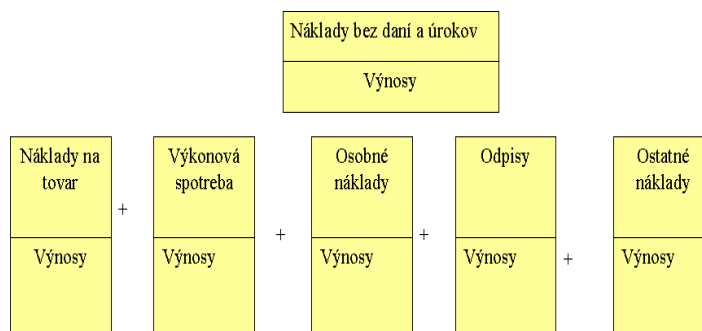 Náklady bez daní a úrokov
Výnosy
Náklady na
tovar
Výnosy
+
Výkonová
spotreba
Výnosy
+
Osobné
náklady
Výnosy
+
Odpisy
Výnosy
+
Ostatné
náklady
Výnosy